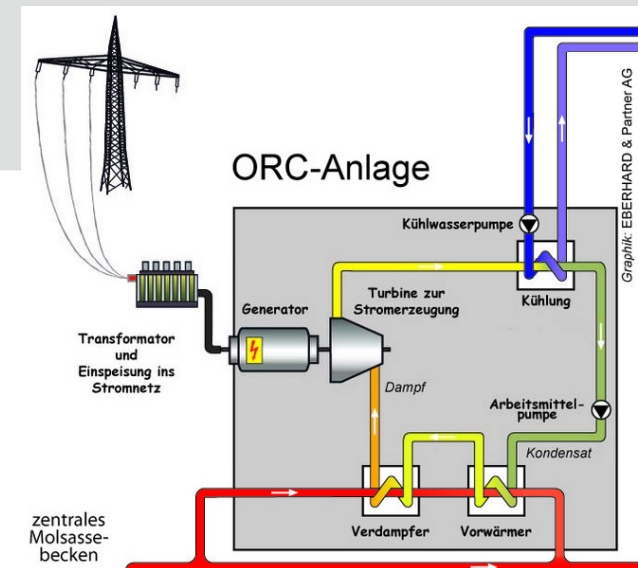 ORC-Anlage
Graphik: EBERHARD & Partner AG
Kühlwasserpumpe
Kühlung
Generator
Turbine zur
Stromerzeugung
Transformator
und
Einspeisung ins
Stromnetz
Dampf
Arbeitsmittel-
pumpe
Kondensat
Verdampfer
Vorwärmer
zentrales
Molsasse-
becken